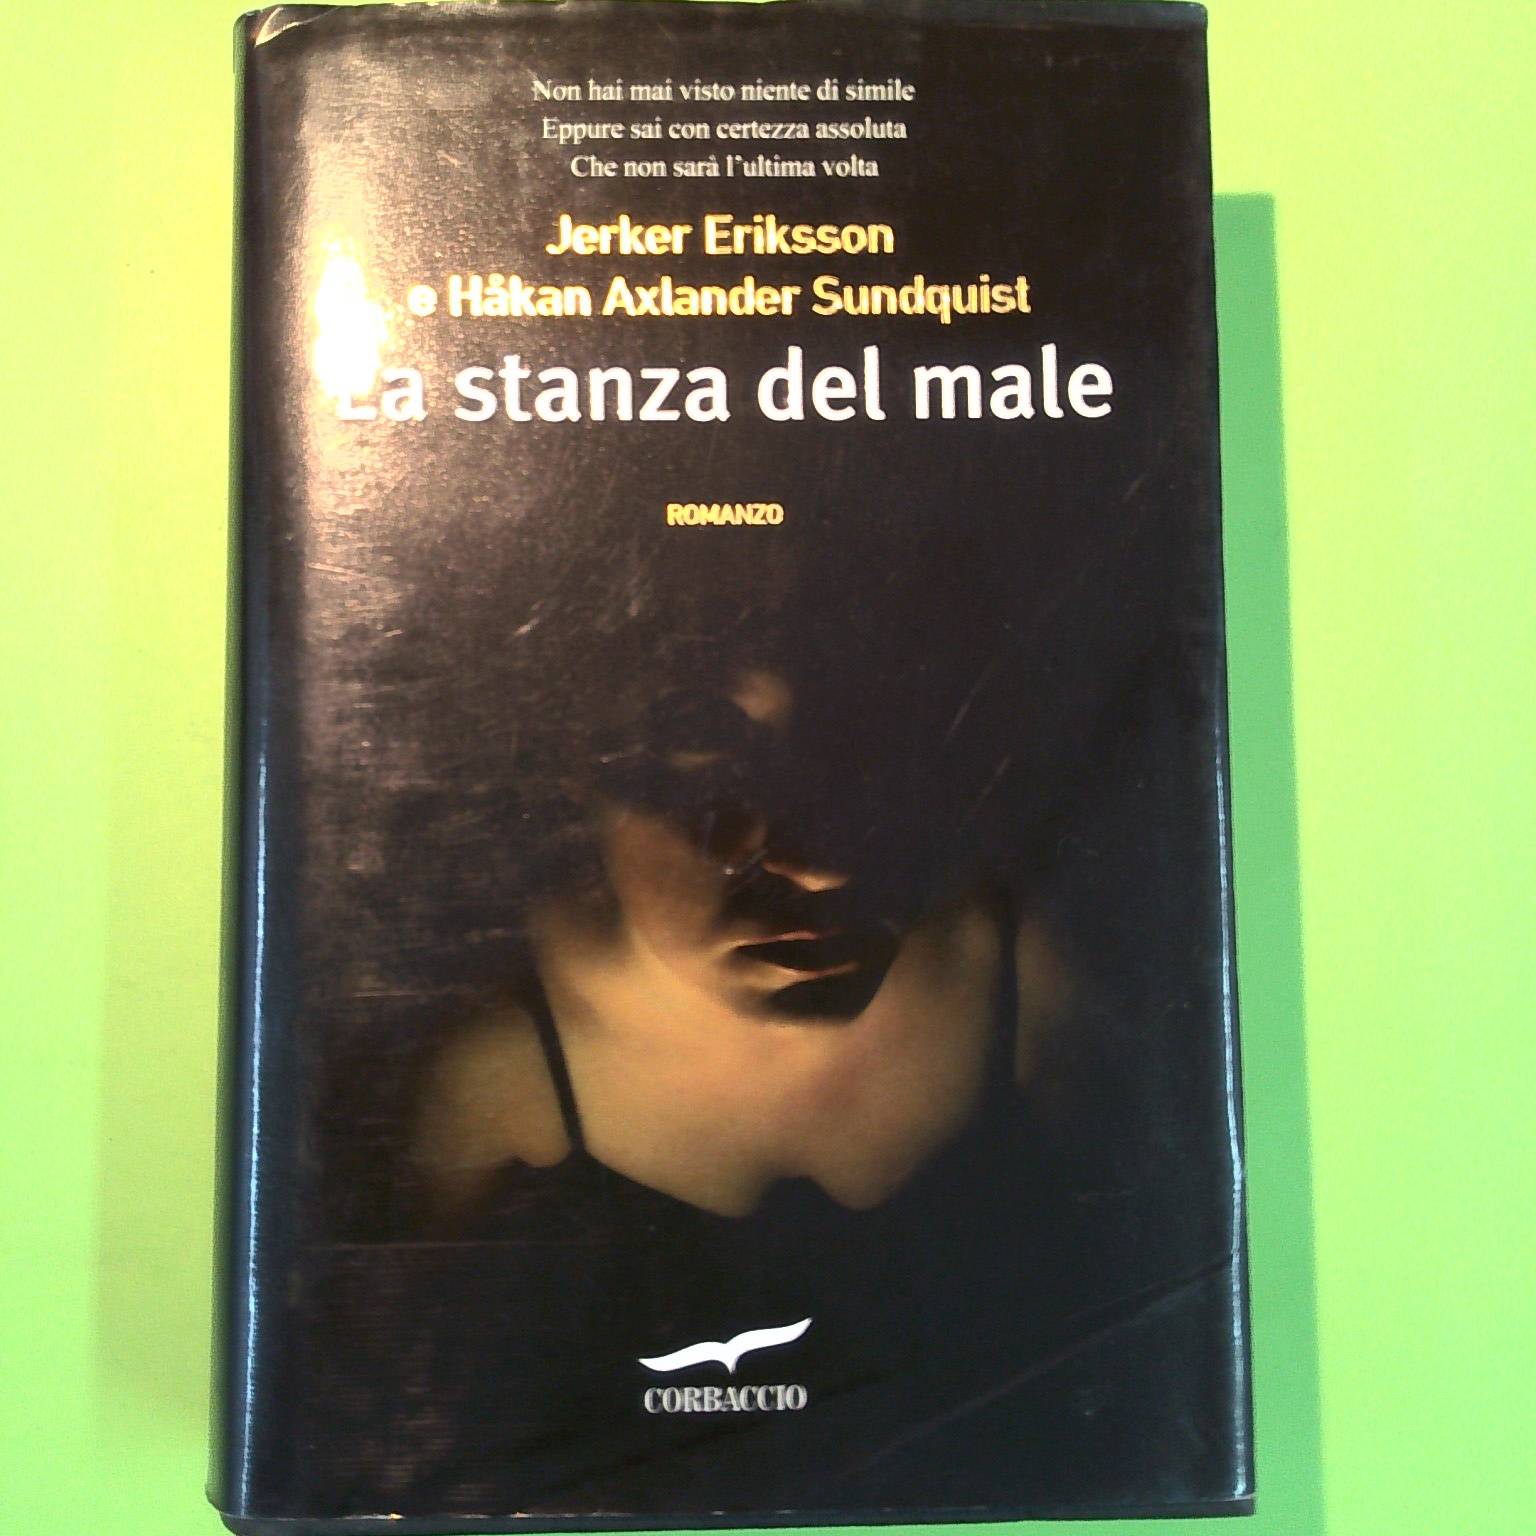 Non hai mai visto niente di simile
Eppure sai con certezza assoluta
Che non sarà l'ultima volta
Jerker Eriksson
e Håkan Axlander Sundquist
La stanza del male
ROMANZO
CORBACCIO